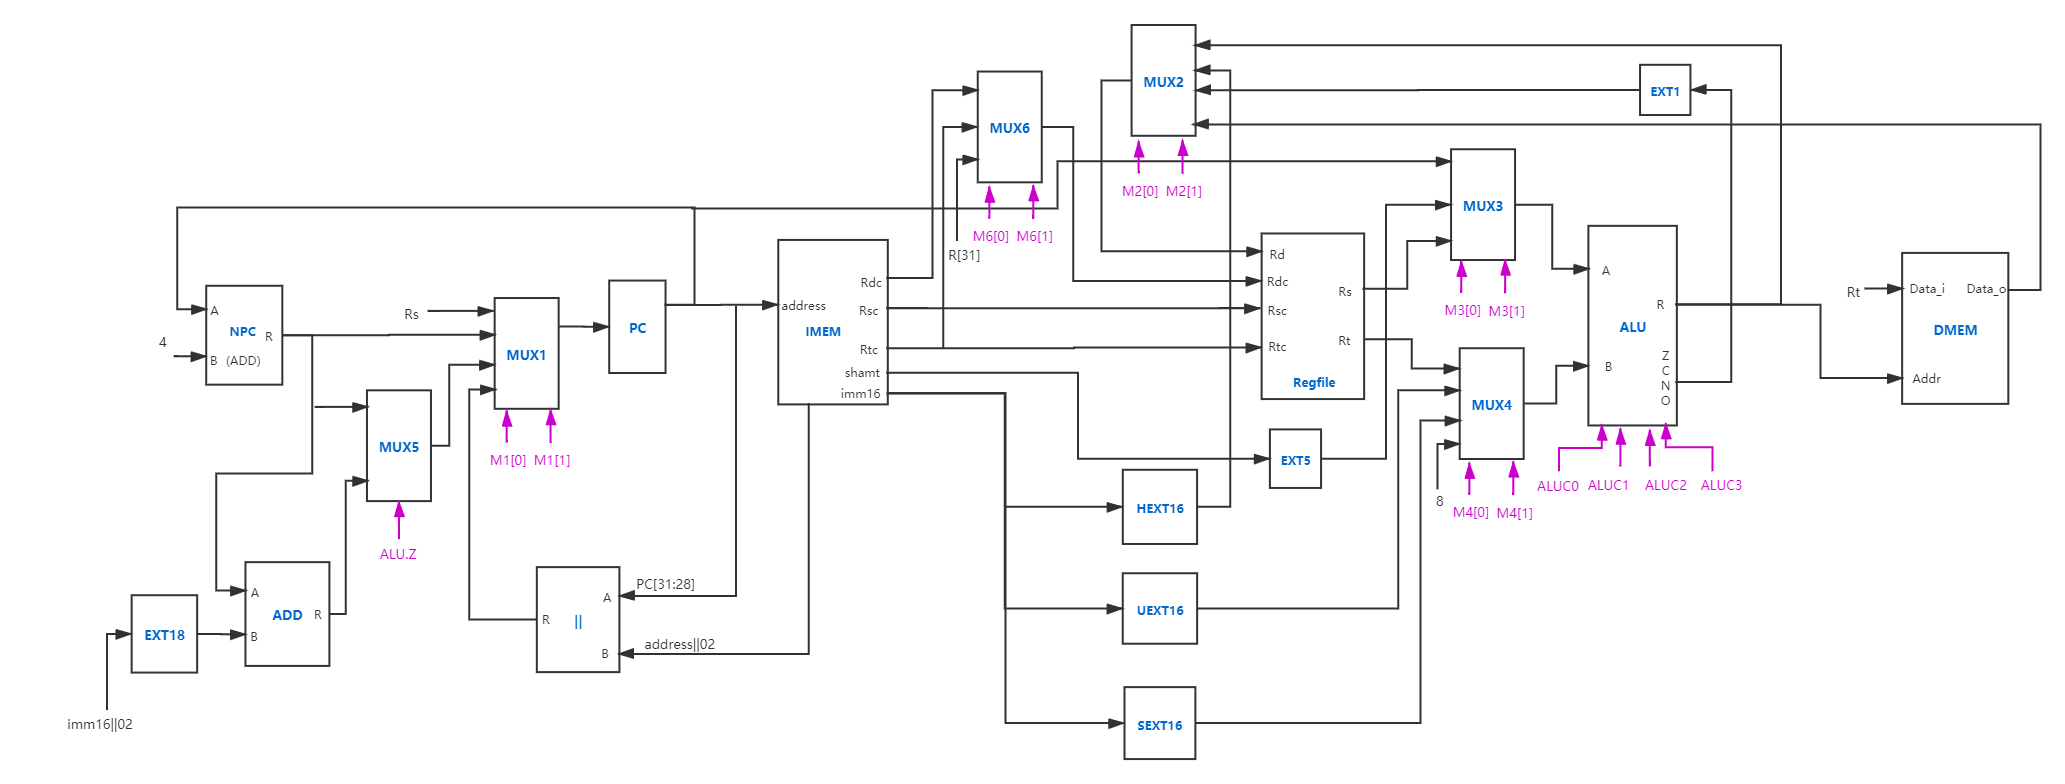 MUX2
EXT1
MUX6
M2[0] M2[1]
MUX3
M6[0] M6[1]
R[31]
Rd
Rdc
Rsc
Rtc
Rs
Rt
Regfile
M3[0] M3[1]
A
B
R
ALU
Z
C
N
O
Rt
Data_i
Data_o
DMEM
Addr
address
IMEM
Rdc
Rsc
Rtc
shamt
imm16
A
NPC
R
B (ADD)
4
Rs
MUX1
PC
MUX5
M1[0] M1[1]
MUX4
EXT5
8
M4[0] M4[1]
ALUC0 ALUC1 ALUC2 ALUC3
HEXT16
ALU.Z
PC[31:28]
A
R
||
B
address||02
UEXT16
A
ADD
R
B
EXT18
imm16||02
SEXT16